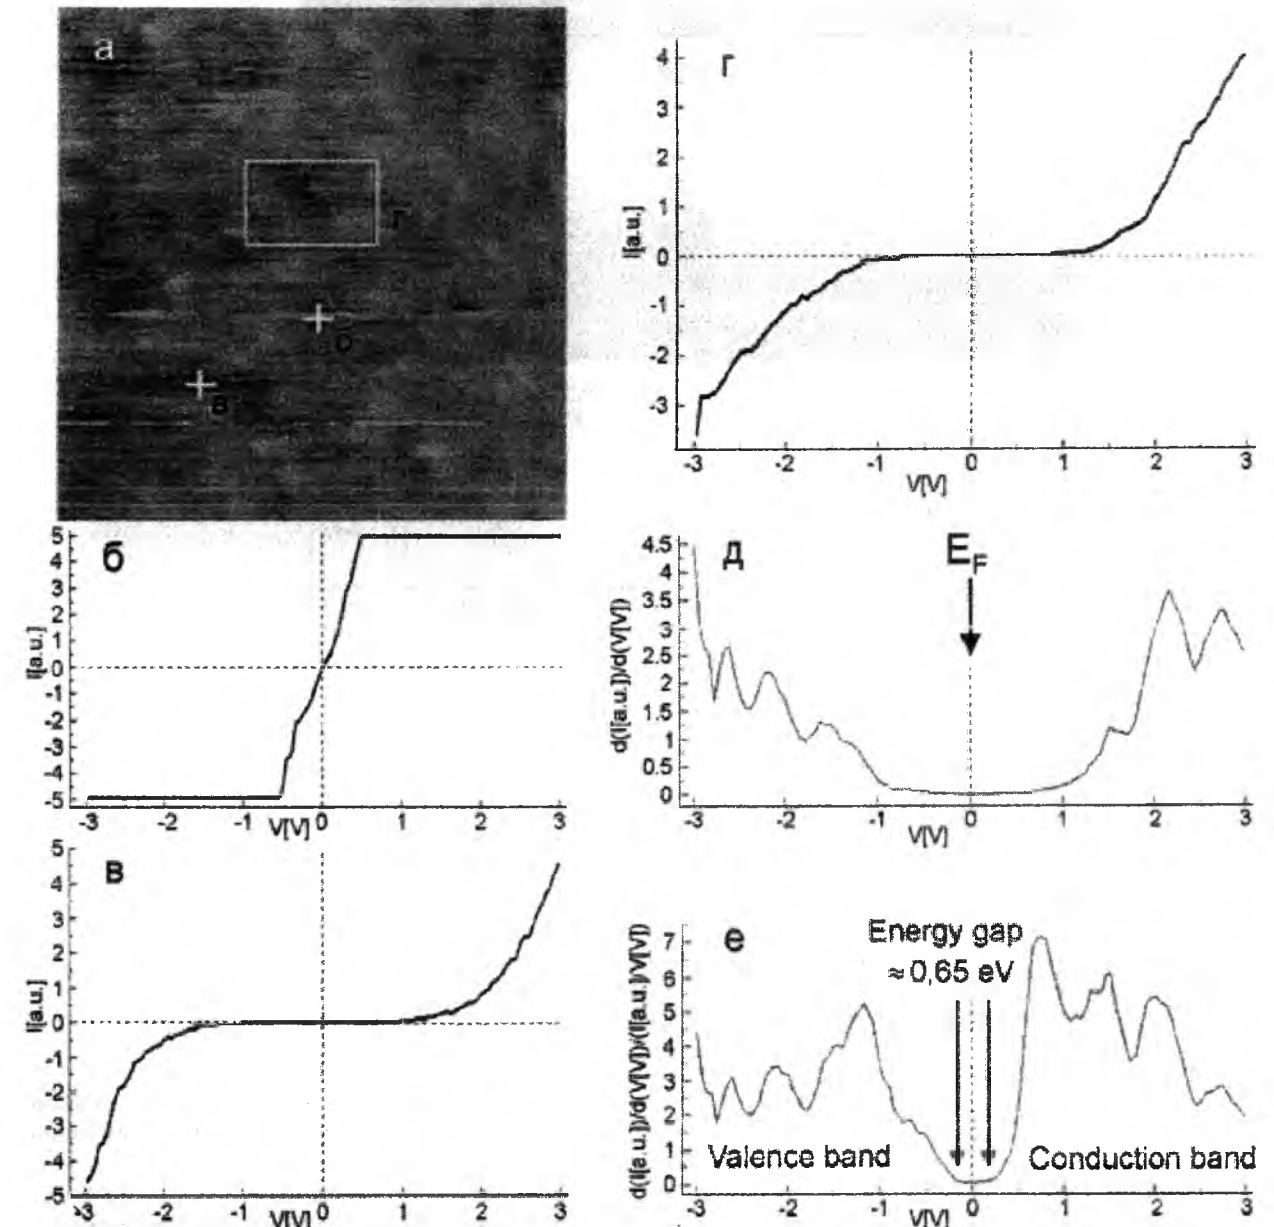 а
г
б
в
б
5
4
3
2
1
0
-1
-2
-3
-4
-5
I[a.u.]
-3 -2 -1 0 1 2 3
V[V]
в
5
4
3
2
1
0
-1
-2
-3
-4
-5
I[a.u.]
-3 -2 -1 0 1 2 3
V[V]
г
4
3
2
1
0
-1
-2
-3
I[a.u.]
-3 -2 -1 0 1 2 3
V[V]
д
E_F
4.5
4
3.5
3
2.5
2
1.5
1
0.5
0
d(I[a.u.])/d(V[V])
-3 -2 -1 0 1 2 3
V[V]
е
Energy gap
≈0,65 eV
7
6
5
4
3
2
1
0
d(I[a.u.])/d(V[V])/(I[a.u.])/V[V])
Valence band
Conduction band
-3 -2 -1 0 1 2 3
V[V]